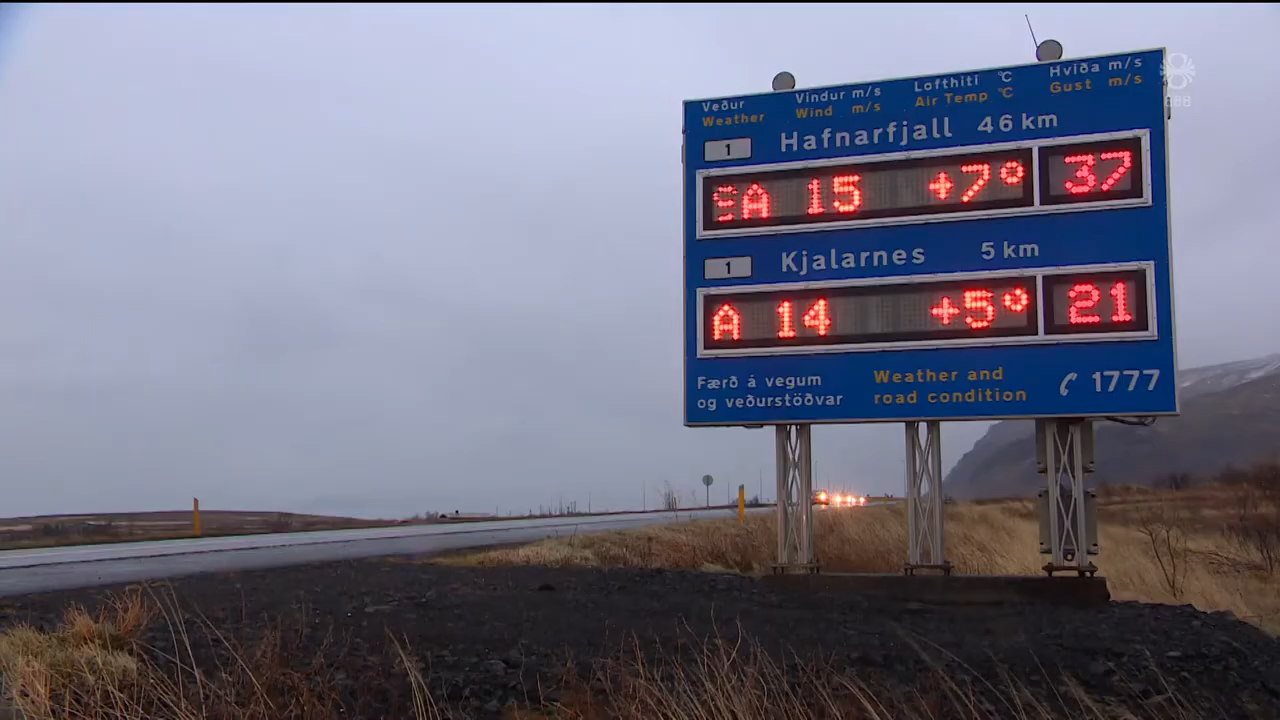 Veður
Weather
Vindur m/s
Wind m/s
Lofthiti °C
Air Temp °C
Hviða m/s
Gust m/s
1
Hafnarfjall 46 km
A 15 +7° 37
1
Kjalarnes 5 km
A 14 +5° 21
Færð á vegum
og veðurstöðvar
Weather and
road condition
1777
888